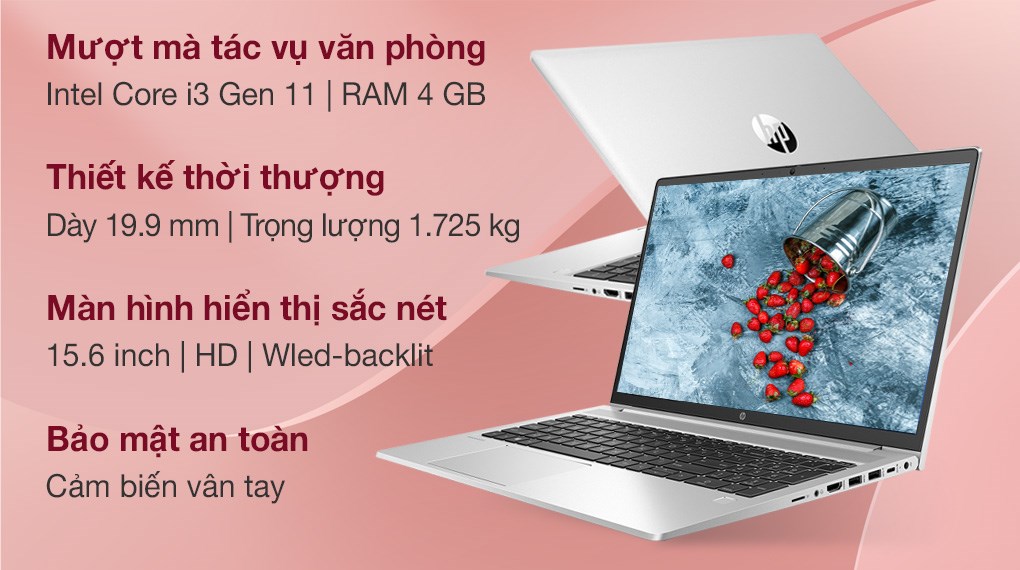 Mượt mà tác vụ văn phòng
Intel Core i3 Gen 11 | RAM 4 GB
Thiết kế thời thượng
Dày 19.9 mm | Trọng lượng 1.725 kg
Màn hình hiển thị sắc nét
15.6 inch | HD | Wled-backlit
Bảo mật an toàn
Cảm biến vân tay
hp